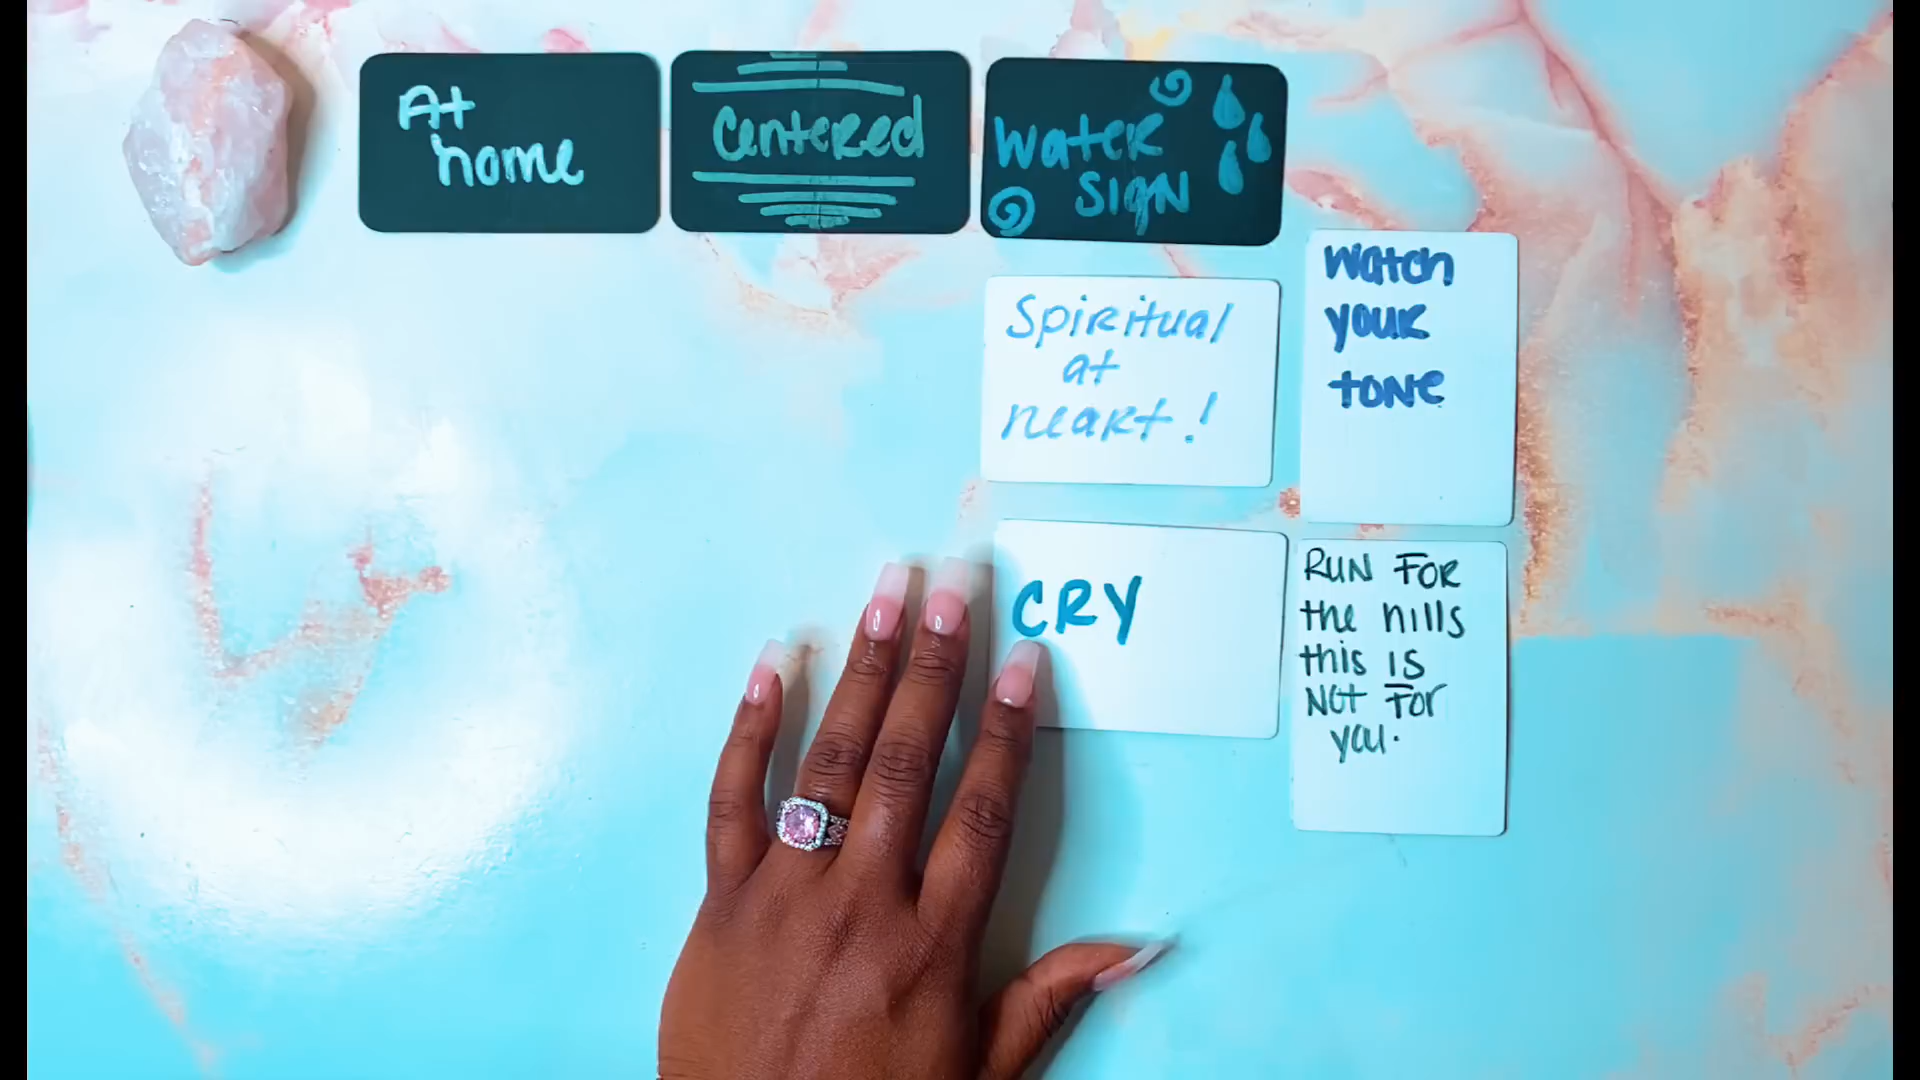 At
home
Centered
Water
Sign
Spiritual
at
heart!
Watch
your
tone
CRY
RUN FOR
the hills
this is
Not For
you.